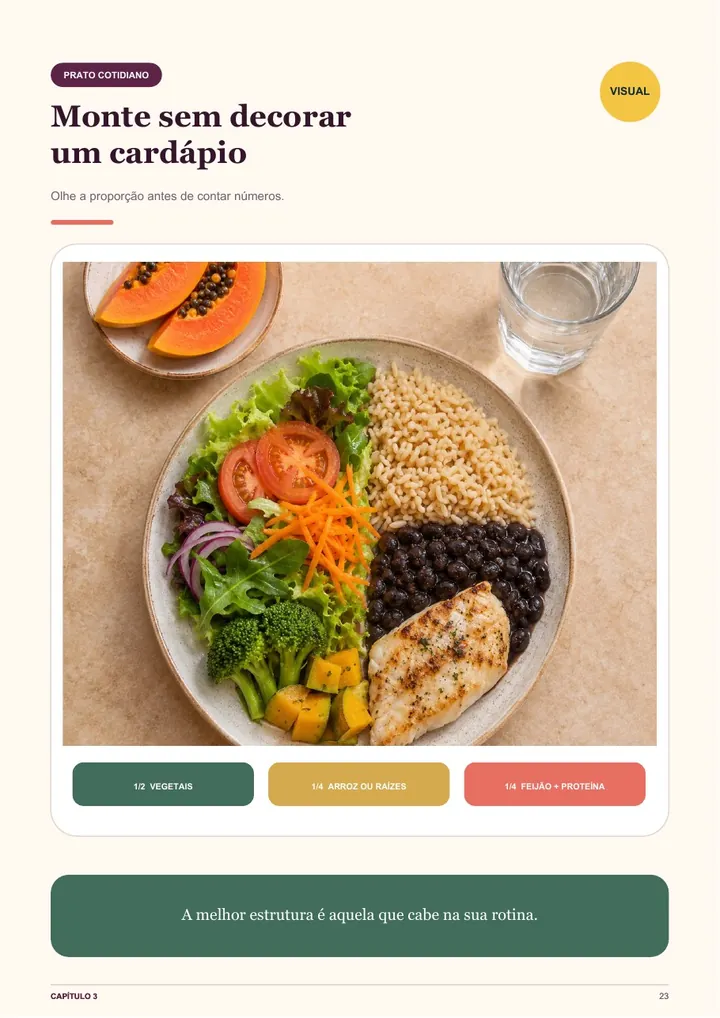 PRATO COTIDIANO
VISUAL
Monte sem decorar
um cardápio
Olhe a proporção antes de contar números.
1/2 VEGETAIS
1/4 ARROZ OU RAÍZES
1/4 FEIJÃO + PROTEÍNA
A melhor estrutura é aquela que cabe na sua rotina.
CAPÍTULO 3
23